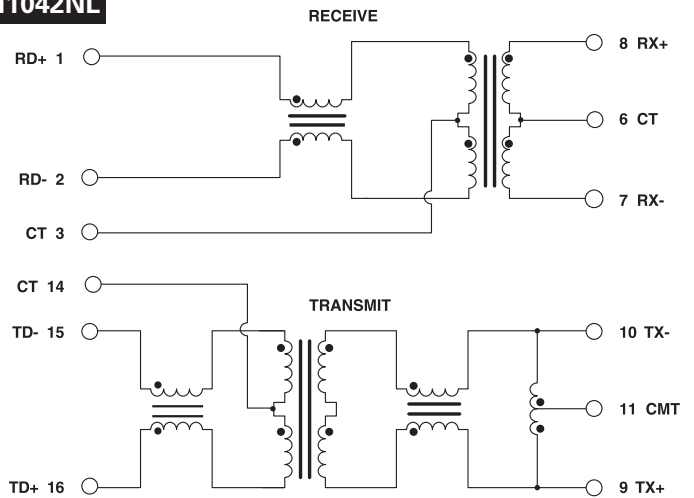 RECEIVE
RD+ 1
8 RX+
6 CT
RD- 2
7 RX-
CT 3
CT 14
TRANSMIT
TD- 15
10 TX-
11 CMT
TD+ 16
9 TX+